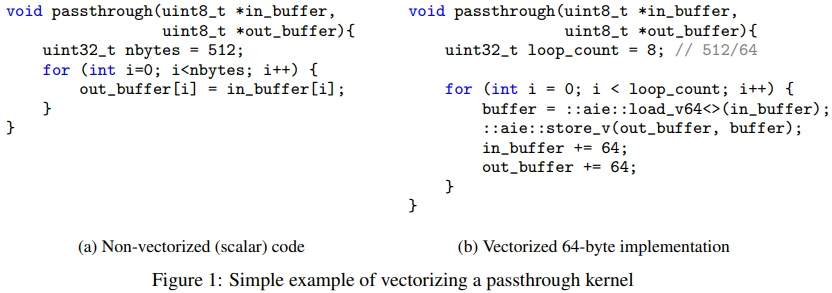 void passthrough(uint8_t *in_buffer,
uint8_t *out_buffer){
uint32_t nbytes = 512;
for (int i=0; i<nbytes; i++) {
out_buffer[i] = in_buffer[i];
}
}
(a) Non-vectorized (scalar) code
void passthrough(uint8_t *in_buffer,
uint8_t *out_buffer){
uint32_t loop_count = 8; // 512/64
for (int i = 0; i < loop_count; i++) {
buffer = ::aie::load_v64<>(in_buffer);
::aie::store_v(out_buffer, buffer);
in_buffer += 64;
out_buffer += 64;
}
}
(b) Vectorized 64-byte implementation
Figure 1: Simple example of vectorizing a passthrough kernel